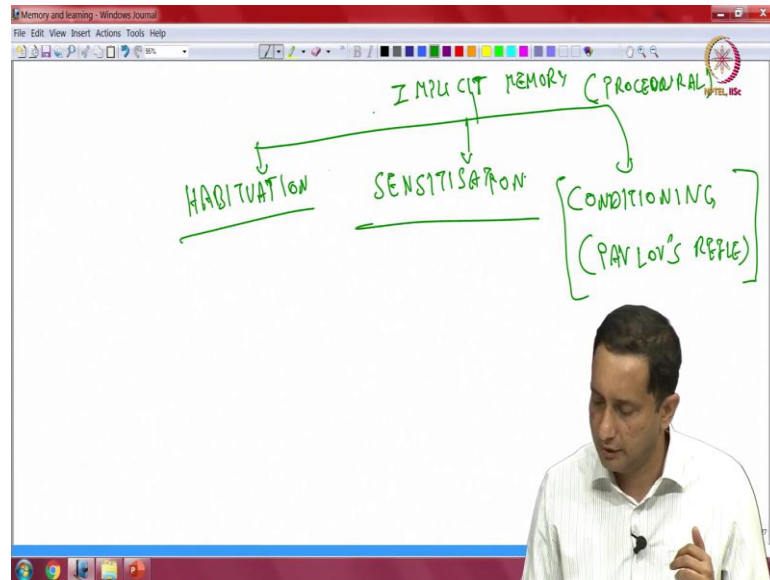 Memory and learning - Windows Journal
File Edit View Insert Actions Tools Help
IMPLICIT MEMORY (PROCEDURAL)
NPTEL, IISc
HABITUATION
SENSITISATION
CONDITIONING
(PAVLOV'S REFLE)